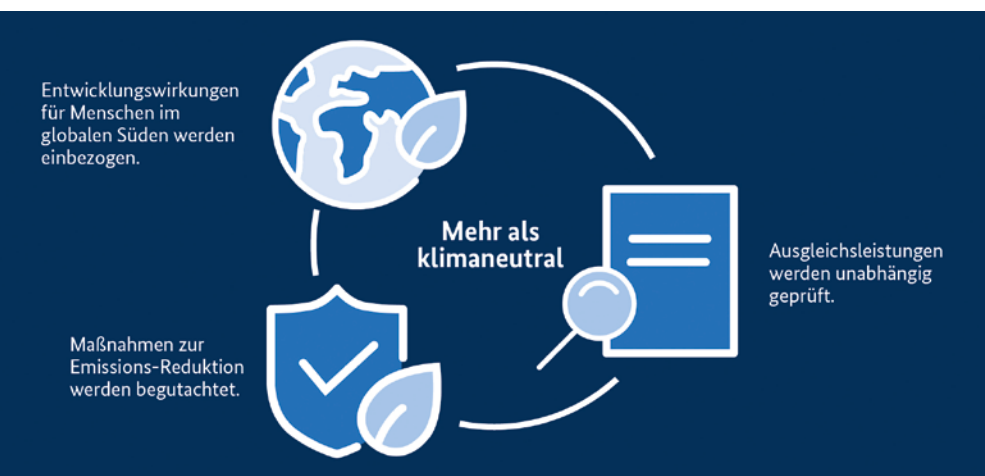 Entwicklungswirkungen
für Menschen im
globalen Süden werden
einbezogen.
Mehr als
klimaneutral
Ausgleichsleistungen
werden unabhängig
geprüft.
Maßnahmen zur
Emissions-Reduktion
werden begutachtet.